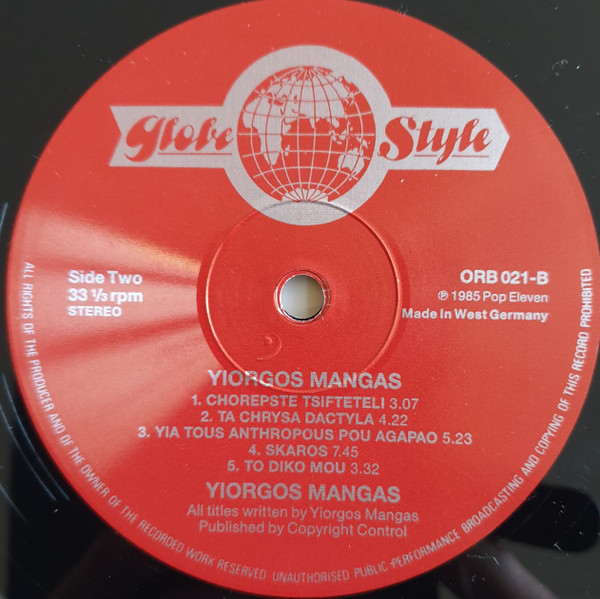 Globe Style
Side Two
33 ⅓ rpm
STEREO
ORB 021-B
℗ 1985 Pop Eleven
Made In West Germany
YIORGOS MANGAS
1. CHOREPSTE TSIFTETELI 3.07
2. TA CHRYSA DACTYLA 4.22
3. YIA TOUS ANTHROPOUS POU AGAPAO 5.23
4. SKAROS 7.45
5. TO DIKO MOU 3.32
YIORGOS MANGAS
All titles written by Yiorgos Mangas
Published by Copyright Control
ALL RIGHTS OF THE PRODUCER AND OF THE OWNER OF THE RECORDED WORK RESERVED UNAUTHORISED PUBLIC PERFORMANCE BROADCASTING AND COPYING OF THIS RECORD PROHIBITED